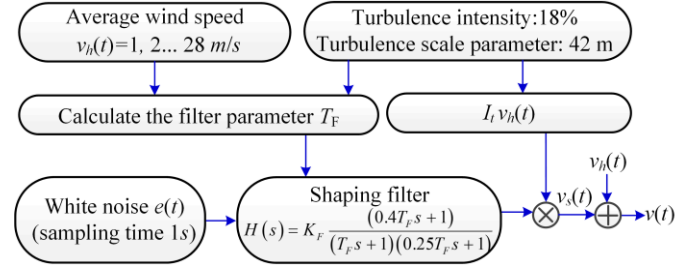 Average wind speed
v_h(t)=1, 2... 28 m/s
Turbulence intensity:18%
Turbulence scale parameter: 42 m
Calculate the filter parameter T_F
I_t v_h(t)
White noise e(t)
(sampling time 1s)
Shaping filter
H(s) = K_F (0.4T_F s+1) / (T_F s+1)(0.25T_F s+1)
v_h(t)
v_s(t)
v(t)